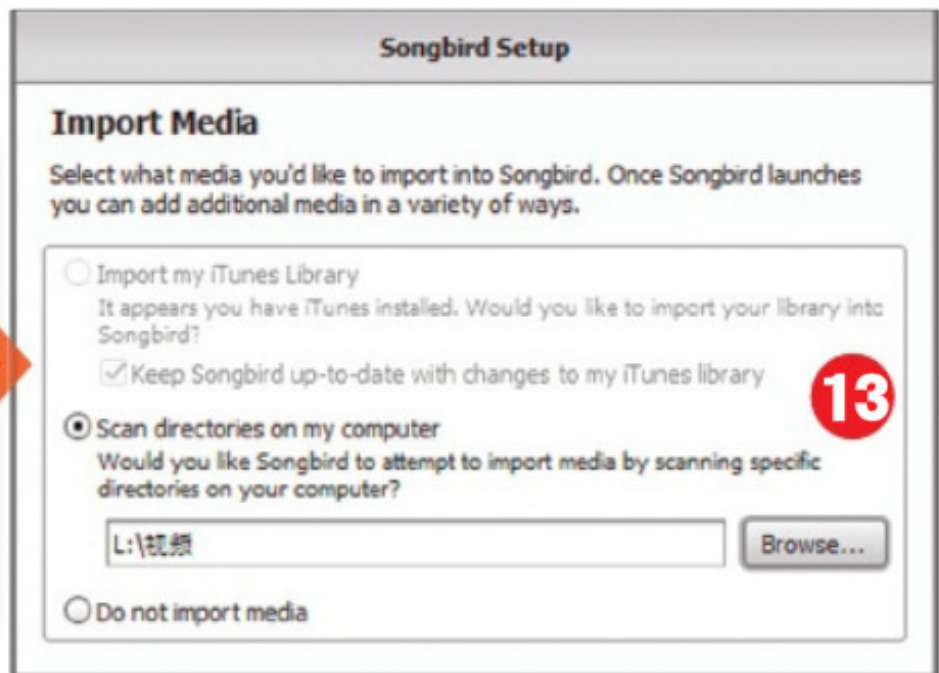 Songbird Setup
Import Media
Select what media you'd like to import into Songbird. Once Songbird launches
you can add additional media in a variety of ways.
Import my iTunes Library
It appears you have iTunes installed. Would you like to import your library into
Songbird?
Keep Songbird up-to-date with changes to my iTunes library
13
Scan directories on my computer
Would you like Songbird to attempt to import media by scanning specific
directories on your computer?
L:\视频
Browse...
Do not import media